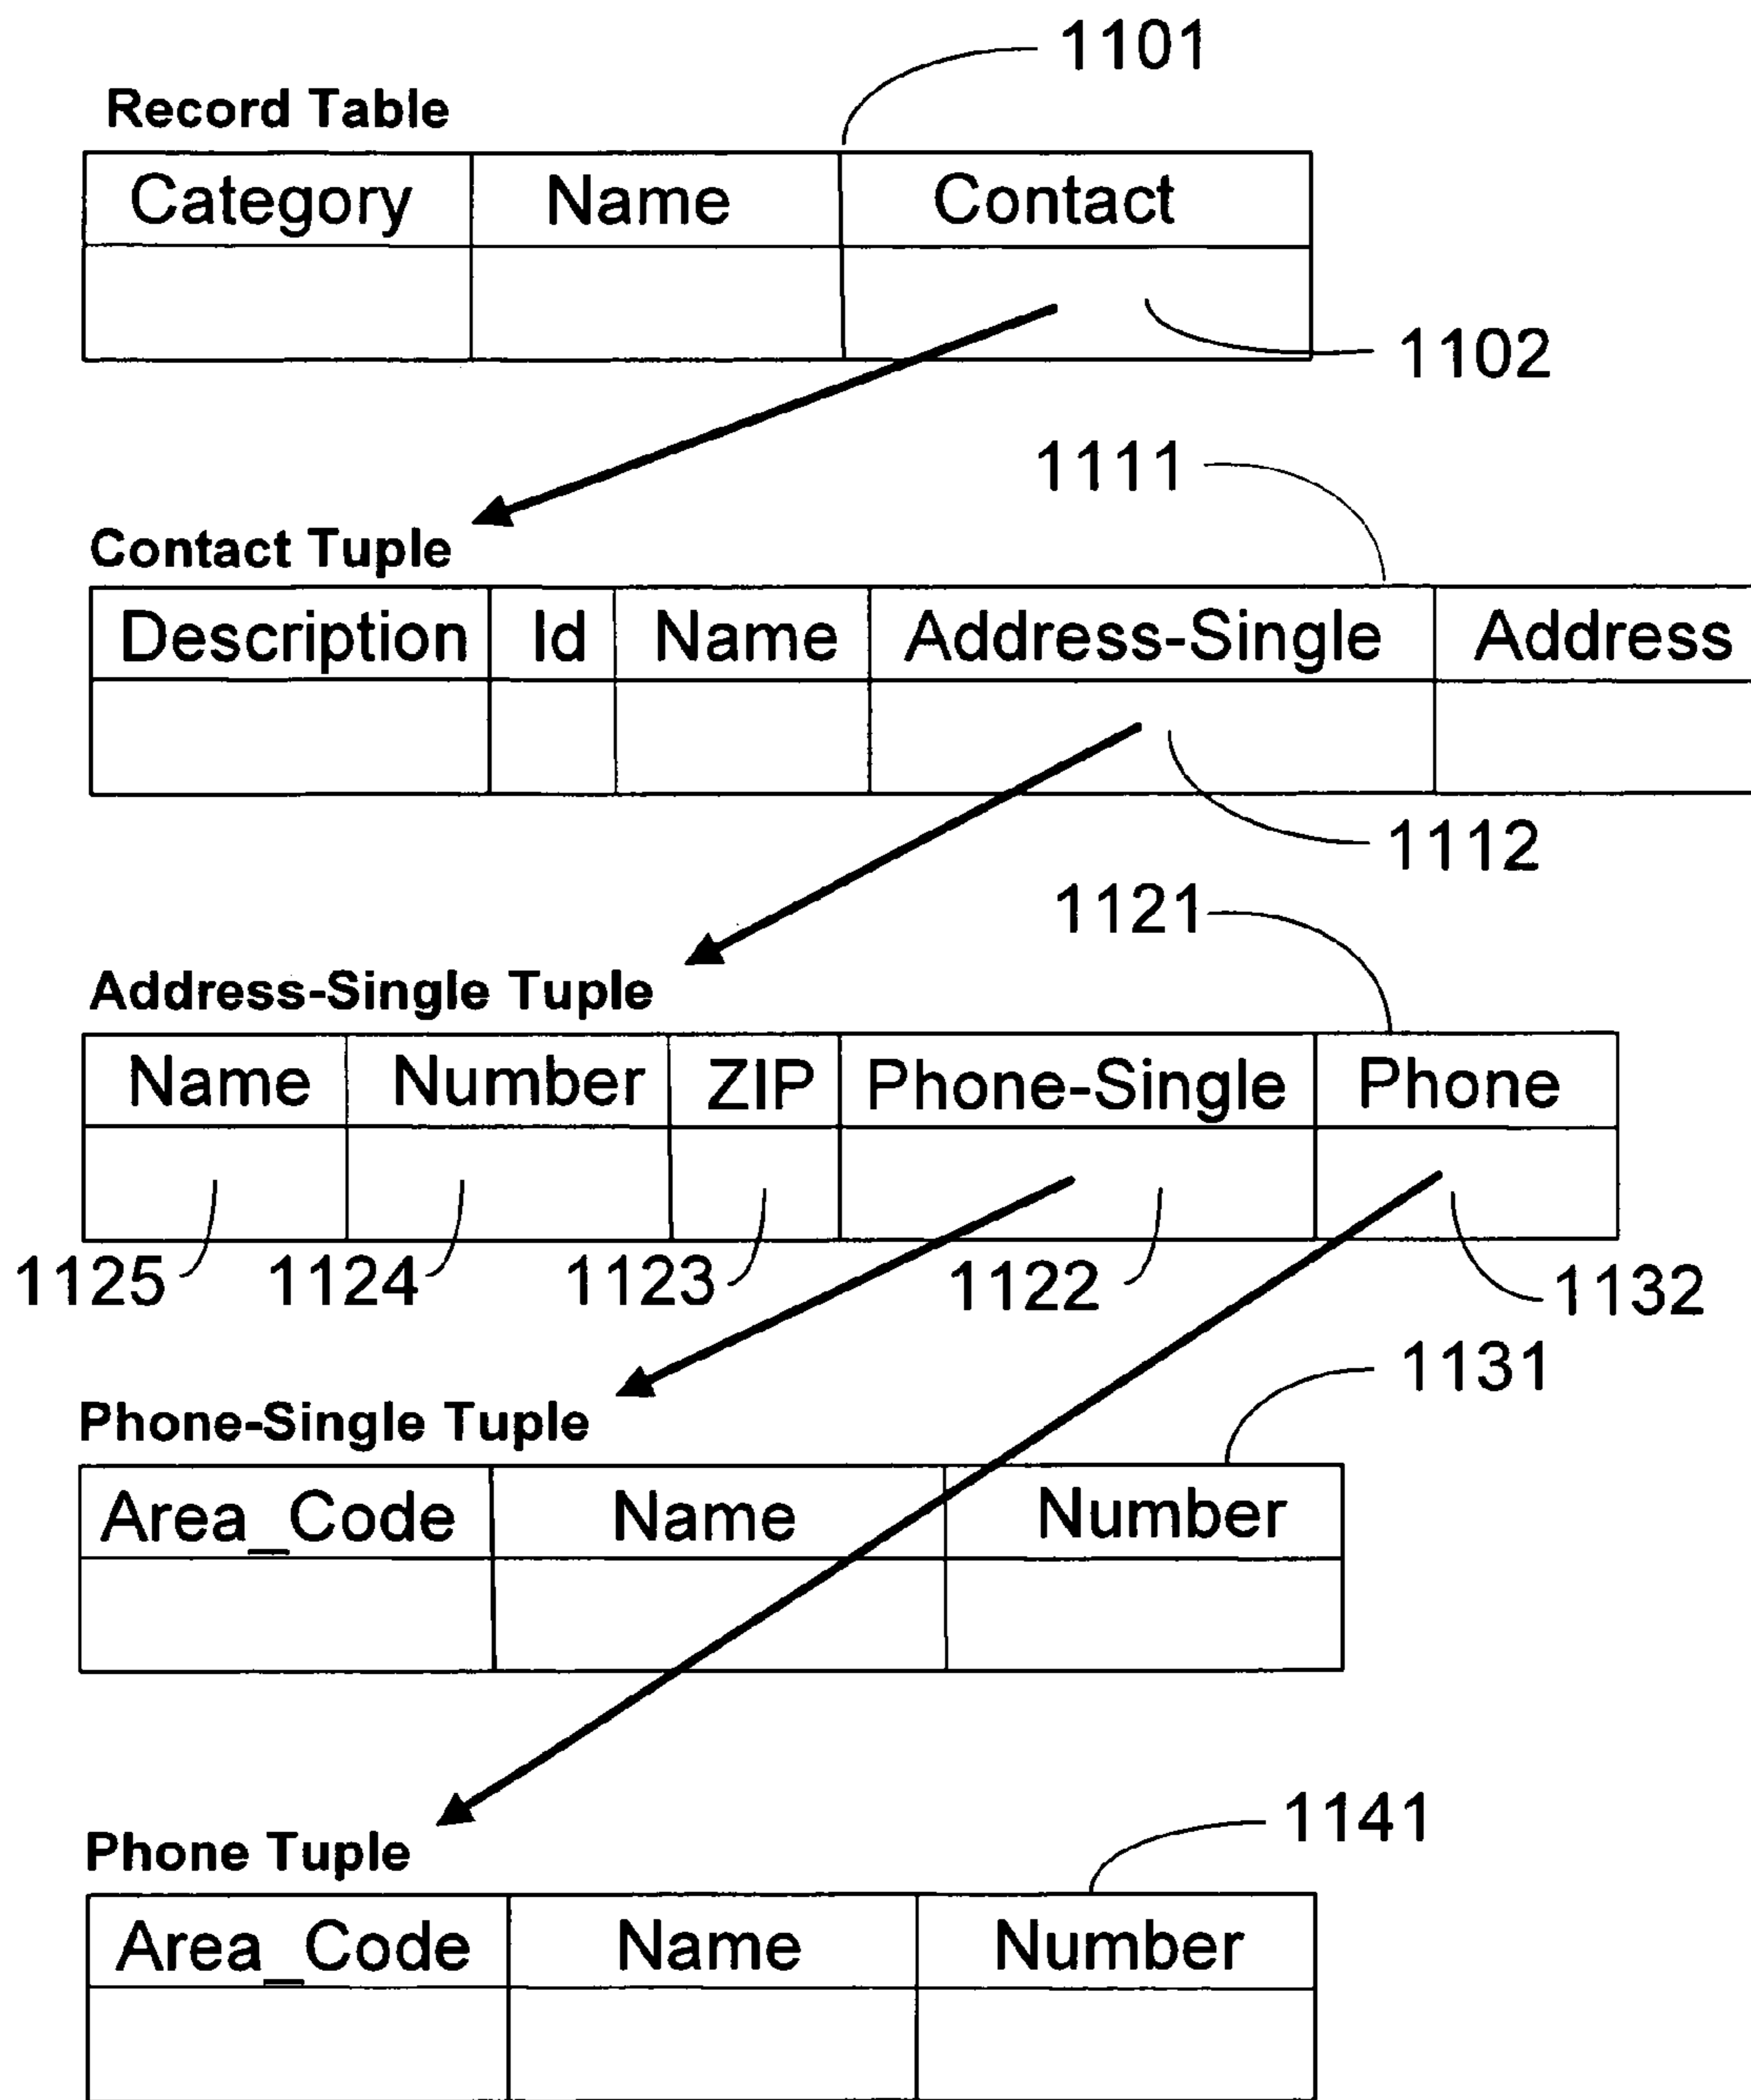 1101
Record Table
Category Name Contact
1102
1111
Contact Tuple
Description Id Name Address-Single Address
1112
1121
Address-Single Tuple
Name Number ZIP Phone-Single Phone
1125 1124 1123 1122 1132
1131
Phone-Single Tuple
Area_Code Name Number
1141
Phone Tuple
Area_Code Name Number